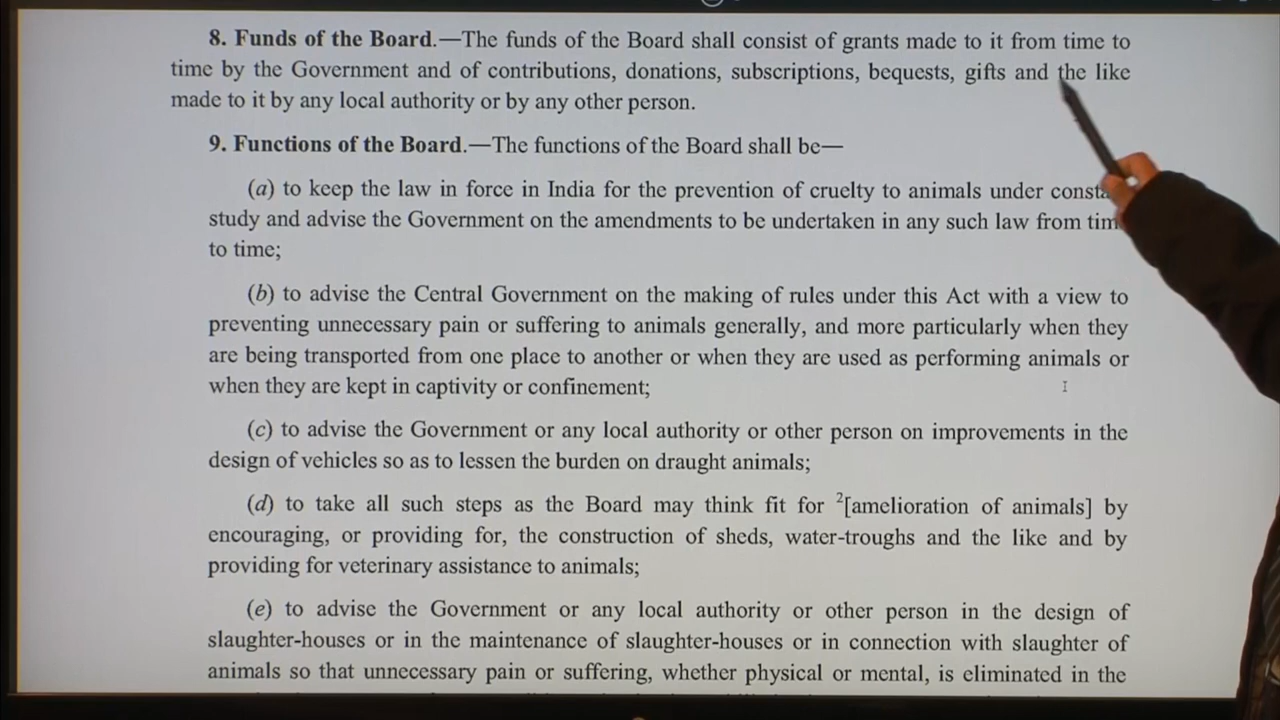 8. Funds of the Board.—The funds of the Board shall consist of grants made to it from time to
time by the Government and of contributions, donations, subscriptions, bequests, gifts and the like
made to it by any local authority or by any other person.
9. Functions of the Board.—The functions of the Board shall be—
(a) to keep the law in force in India for the prevention of cruelty to animals under
study and advise the Government on the amendments to be undertaken in any such law from
to time;
(b) to advise the Central Government on the making of rules under this Act with a view to
preventing unnecessary pain or suffering to animals generally, and more particularly when they
are being transported from one place to another or when they are used as performing animals or
when they are kept in captivity or confinement;
(c) to advise the Government or any local authority or other person on improvements in the
design of vehicles so as to lessen the burden on draught animals;
(d) to take all such steps as the Board may think fit for 2[amelioration of animals] by
encouraging, or providing for, the construction of sheds, water-troughs and the like and by
providing for veterinary assistance to animals;
(e) to advise the Government or any local authority or other person in the design of
slaughter-houses or in the maintenance of slaughter-houses or in connection with slaughter of
animals so that unnecessary pain or suffering, whether physical or mental, is eliminated in the